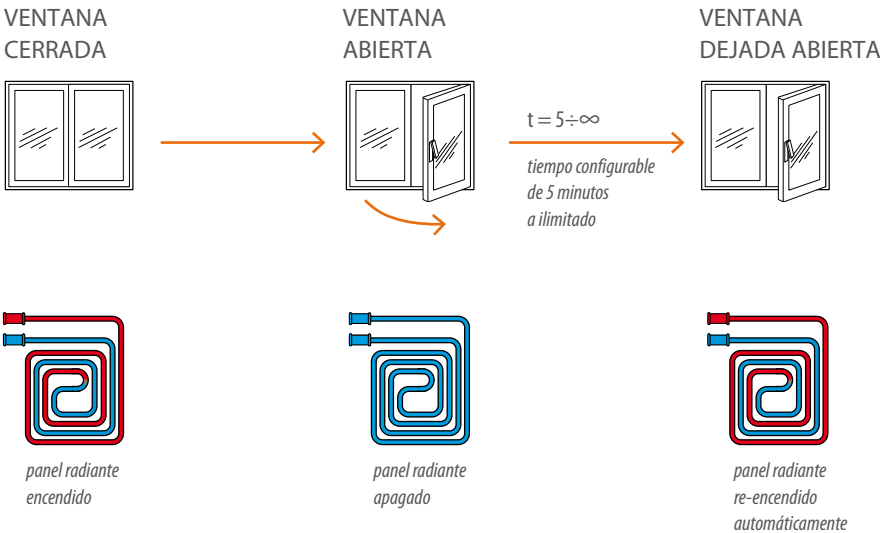 VENTANA
CERRADA
VENTANA
ABIERTA
VENTANA
DEJADA ABIERTA
t = 5÷∞
tiempo configurable
de 5 minutos
a ilimitado
panel radiante
encendido
panel radiante
apagado
panel radiante
re-encendido
automáticamente